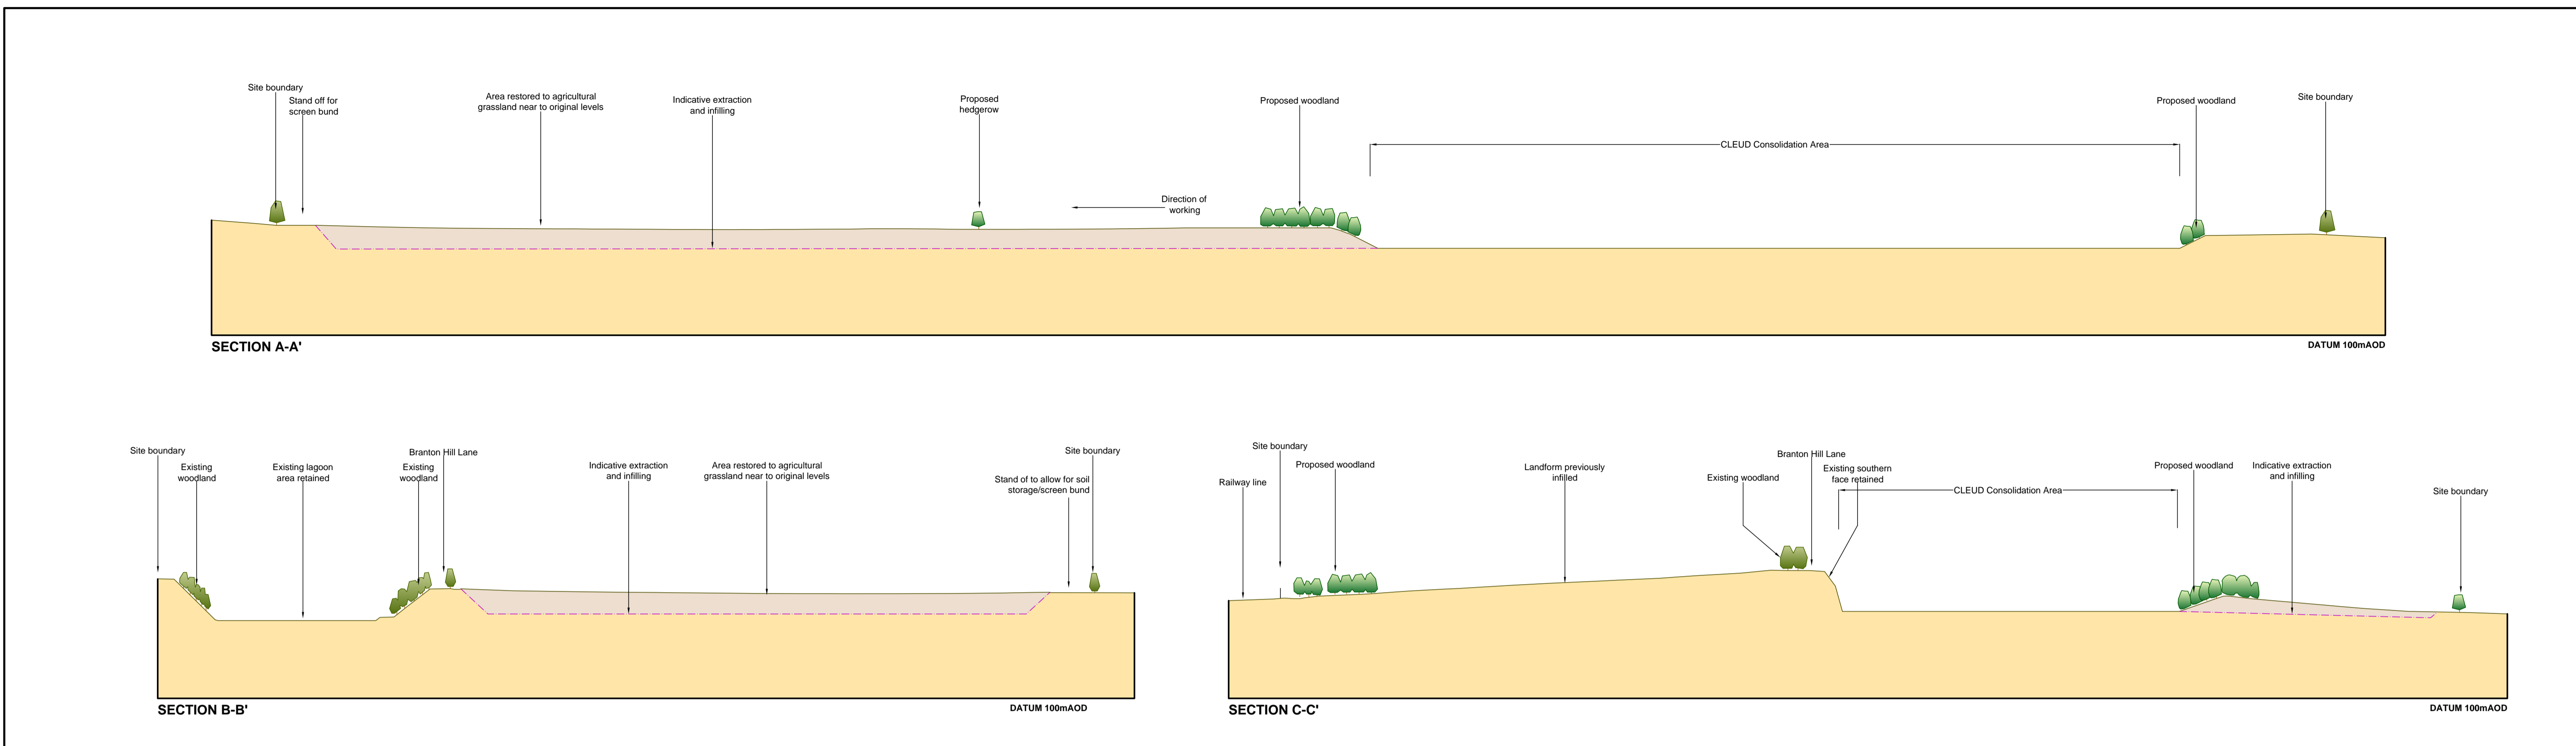 Site boundary
Stand off for
screen bund
Area restored to agricultural
grassland near to original levels
Indicative extraction
and infilling
Proposed
hedgerow
Direction of
working
Proposed woodland
CLEUD Consolidation Area
Proposed woodland
Site boundary
SECTION A-A'
DATUM 100mAOD
Site boundary
Existing
woodland
Existing lagoon
area retained
Existing
woodland
Branton Hill Lane
Indicative extraction
and infilling
Area restored to agricultural
grassland near to original levels
Stand of to allow for soil
storage/screen bund
Site boundary
SECTION B-B'
DATUM 100mAOD
Railway line
Site boundary
Proposed woodland
Landform previously
infilled
Existing woodland
Branton Hill Lane
Existing southern
face retained
CLEUD Consolidation Area
Proposed woodland
Indicative extraction
and infilling
Site boundary
SECTION C-C'
DATUM 100mAOD